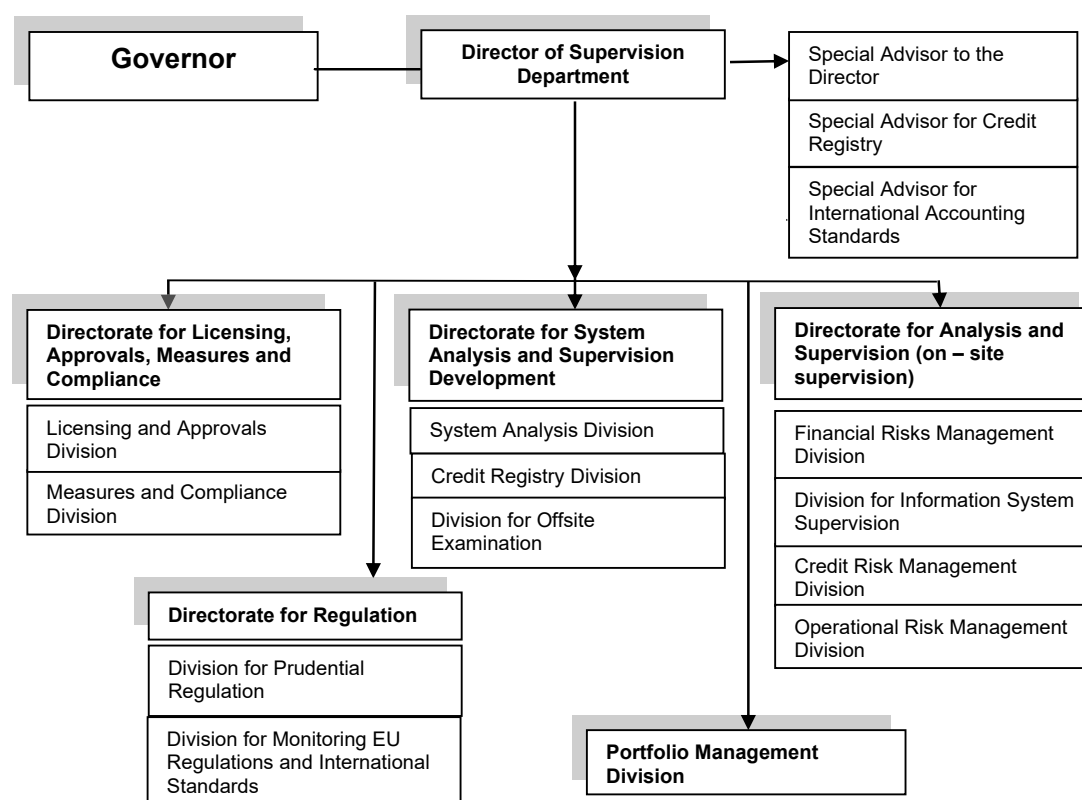 Governor
Director of Supervision
Department
Special Advisor to the
Director
Special Advisor for Credit
Registry
Special Advisor for
International Accounting
Standards
Directorate for Licensing,
Approvals, Measures and
Compliance
Licensing and Approvals
Division
Measures and Compliance
Division
Directorate for System
Analysis and Supervision
Development
System Analysis Division
Credit Registry Division
Division for Offsite
Examination
Directorate for Analysis and
Supervision (on – site
supervision)
Financial Risks Management
Division
Division for Information System
Supervision
Credit Risk Management
Division
Operational Risk Management
Division
Directorate for Regulation
Division for Prudential
Regulation
Division for Monitoring EU
Regulations and International
Standards
Portfolio Management
Division